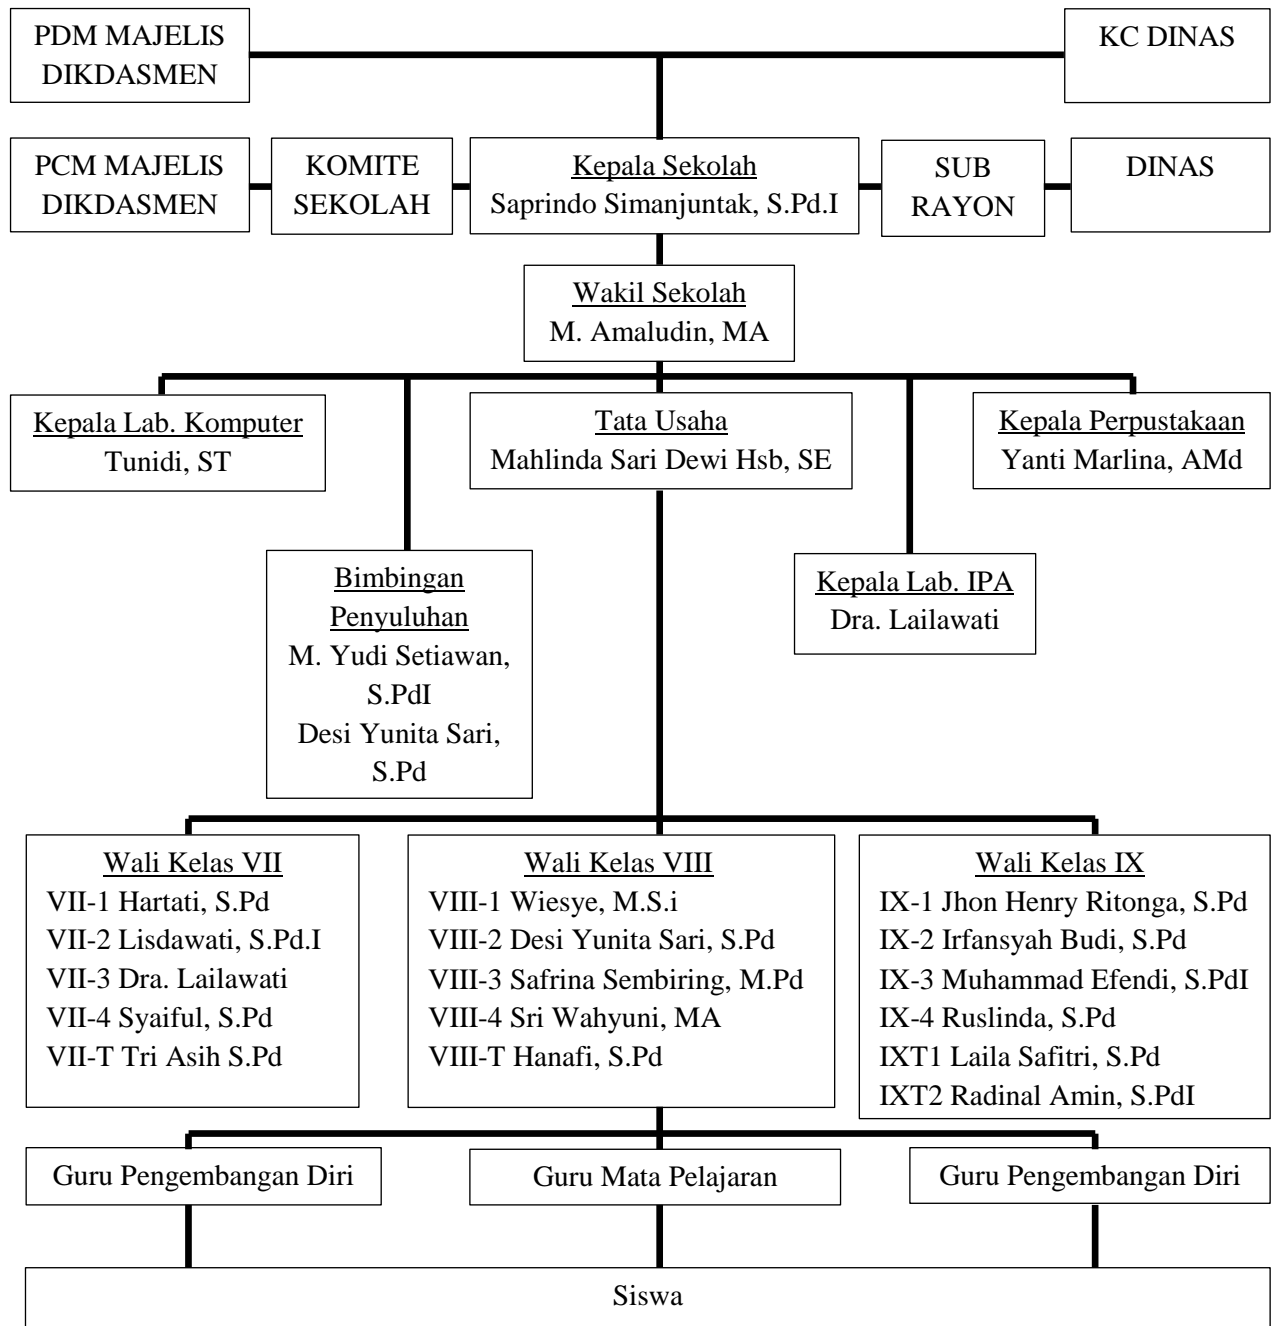 PDM MAJELIS
DIKDASMEN
KC DINAS
PCM MAJELIS
DIKDASMEN
KOMITE
SEKOLAH
Kepala Sekolah
Saprindo Simanjuntak, S.Pd.I
SUB
RAYON
DINAS
Wakil Sekolah
M. Amaludin, MA
Kepala Lab. Komputer
Tunidi, ST
Tata Usaha
Mahlinda Sari Dewi Hsb, SE
Kepala Perpustakaan
Yanti Marlina, AMd
Bimbingan
Penyuluhan
M. Yudi Setiawan,
S.PdI
Desi Yunita Sari,
S.Pd
Kepala Lab. IPA
Dra. Lailawati
Wali Kelas VII
VII-1 Hartati, S.Pd
VII-2 Lisdawati, S.Pd.I
VII-3 Dra. Lailawati
VII-4 Syaiful, S.Pd
VII-T Tri Asih S.Pd
Wali Kelas VIII
VIII-1 Wiesye, M.S.i
VIII-2 Desi Yunita Sari, S.Pd
VIII-3 Safrina Sembiring, M.Pd
VIII-4 Sri Wahyuni, MA
VIII-T Hanafi, S.Pd
Wali Kelas IX
IX-1 Jhon Henry Ritonga, S.Pd
IX-2 Irfansyah Budi, S.Pd
IX-3 Muhammad Efendi, S.PdI
IX-4 Ruslinda, S.Pd
IXT1 Laila Safitri, S.Pd
IXT2 Radinal Amin, S.PdI
Guru Pengembangan Diri
Guru Mata Pelajaran
Guru Pengembangan Diri
Siswa